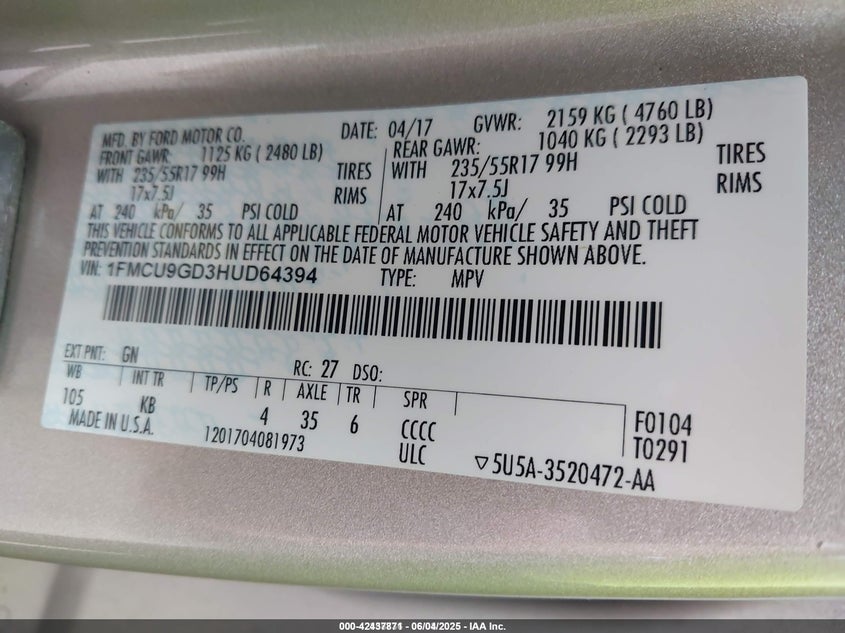 MFD. BY FORD MOTOR CO. DATE: 04/17 GVWR: 2159 KG ( 4760 LB)
FRONT GAWR: 1125 KG ( 2480 LB) REAR GAWR: 1040 KG ( 2293 LB)
WITH 235/55R17 99H TIRES WITH 235/55R17 99H TIRES
17x7.5J RIMS 17x7.5J RIMS
AT 240 kPa/ 35 PSI COLD AT 240 kPa/ 35 PSI COLD
THIS VEHICLE CONFORMS TO ALL APPLICABLE FEDERAL MOTOR VEHICLE SAFETY AND THEFT
PREVENTION STANDARDS IN EFFECT ON THE DATE OF MANUFACTURE SHOWN ABOVE.
VIN: 1FMCU9GD3HUD64394 TYPE: MPV
EXT PNT: GN RC: 27 DSO:
WB INT TR TP/PS R AXLE TR SPR
105 KB 4 35 6 CCCC F0104
MADE IN U.S.A. 1201704081973 ULC T0291
▽5U5A-3520472-AA
000-42437871 - 06/04/2025 - IAA Inc.